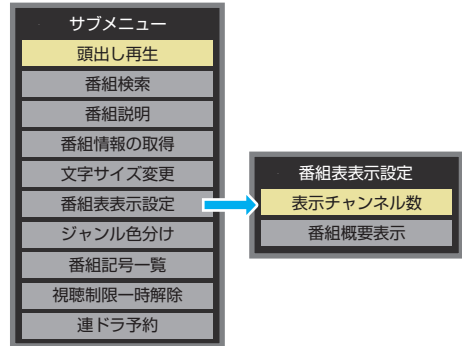 サブメニュー
頭出し再生
番組検索
番組説明
番組情報の取得
文字サイズ変更
番組表表示設定
ジャンル色分け
番組記号一覧
視聴制限一時解除
連ドラ予約
番組表表示設定
表示チャンネル数
番組概要表示